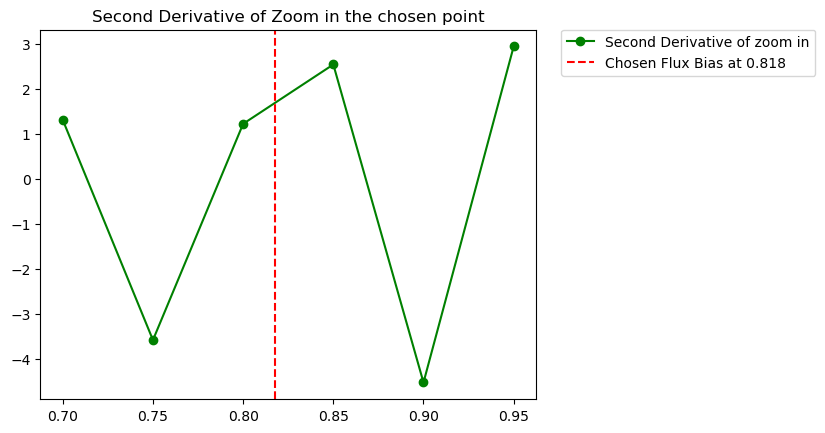 Second Derivative of Zoom in the chosen point
Second Derivative of zoom in
Chosen Flux Bias at 0.818
3
2
1
0
−1
−2
−3
−4
0.70 0.75 0.80 0.85 0.90 0.95